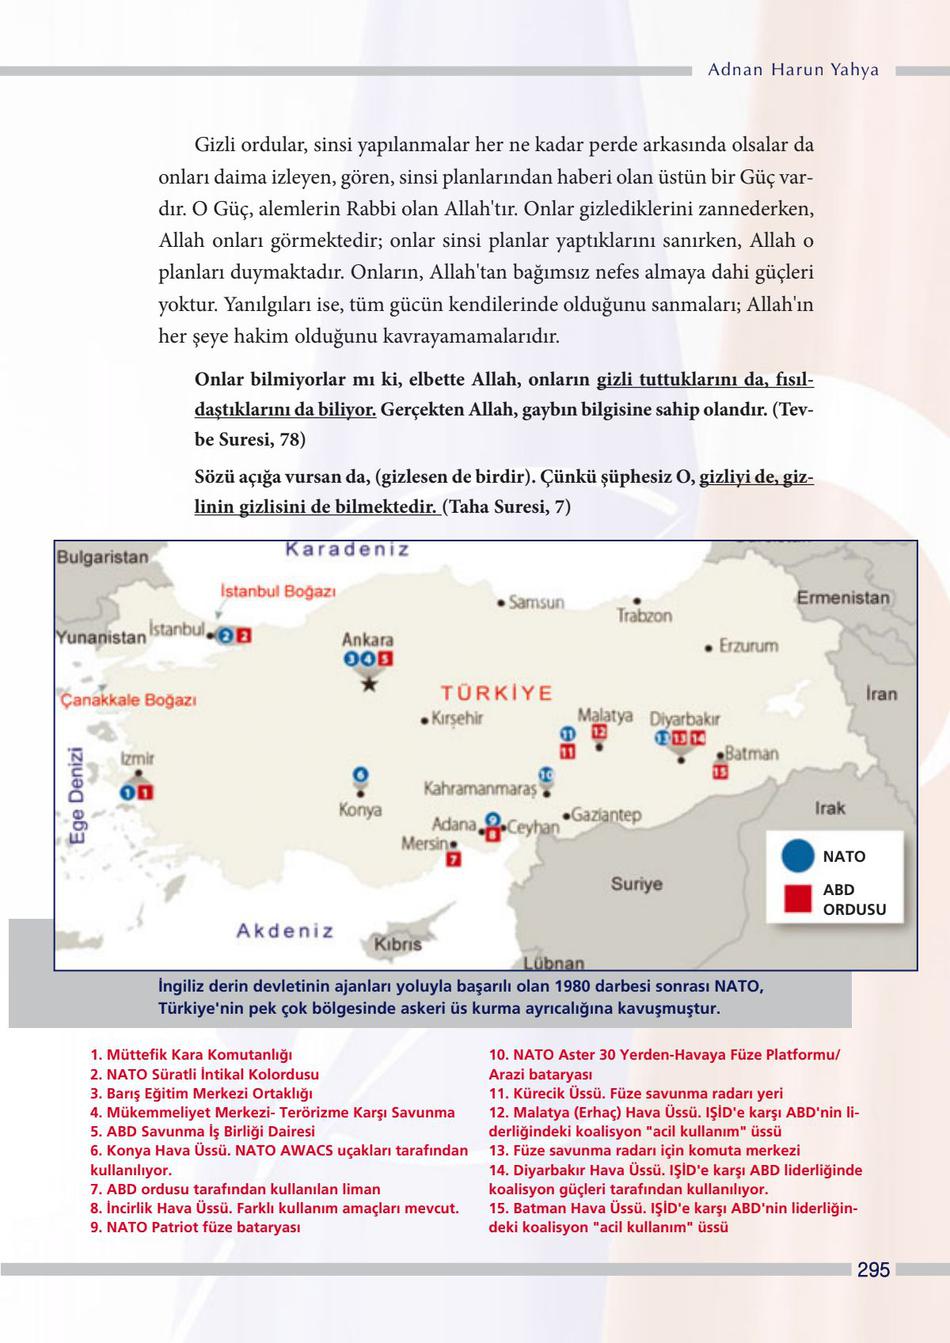 Adnan Harun Yahya
Gizli ordular, sinsi yapılanmalar her ne kadar perde arkasında olsalar da
onları daima izleyen, gören, sinsi planlarından haberi olan üstün bir Güç var-
dır. O Güç, alemlerin Rabbi olan Allah'tır. Onlar gizlediklerini zannederken,
Allah onları görmektedir; onlar sinsi planlar yaptıklarını sanırken, Allah o
planları duymaktadır. Onların, Allah'tan bağımsız nefes almaya dahi güçleri
yoktur. Yanılgıları ise, tüm gücün kendilerinde olduğunu sanmaları; Allah'ın
her şeye hakim olduğunu kavrayamamalarıdır.
Onlar bilmiyorlar mı ki, elbette Allah, onların gizli tuttuklarını da, fısıl-
daştıklarını da biliyor. Gerçekten Allah, gaybın bilgisine sahip olandır. (Tev-
be Suresi, 78)
Sözü açığa vursan da, (gizlesen de birdir). Çünkü şüphesiz O, gizliyi de, giz-
linin gizlisini de bilmektedir. (Taha Suresi, 7)
Bulgaristan
Karadeniz
İstanbul Boğazı
Samsun
Trabzon
Ermenistan
Yunanistan
İstanbul
2 2
Ankara
3 4 5
Erzurum
Çanakkale Boğazı
TÜRKİYE
İran
Kırşehir
Malatya
Diyarbakır
11
12
13 13 14
11
Batman
15
Ege Denizi
İzmir
1 1
6
Konya
10
Kahramanmaraş
Gaziantep
Irak
Adana
9
8
Ceyhan
Mersin
7
NATO
ABD
ORDUSU
Suriye
Akdeniz
Kıbrıs
Lübnan
İngiliz derin devletinin ajanları yoluyla başarılı olan 1980 darbesi sonrası NATO,
Türkiye'nin pek çok bölgesinde askeri üs kurma ayrıcalığına kavuşmuştur.
1. Müttefik Kara Komutanlığı
2. NATO Süratli İntikal Kolordusu
3. Barış Eğitim Merkezi Ortaklığı
4. Mükemmeliyet Merkezi- Terörizme Karşı Savunma
5. ABD Savunma İş Birliği Dairesi
6. Konya Hava Üssü. NATO AWACS uçakları tarafından
kullanılıyor.
7. ABD ordusu tarafından kullanılan liman
8. İncirlik Hava Üssü. Farklı kullanım amaçları mevcut.
9. NATO Patriot füze bataryası
10. NATO Aster 30 Yerden-Havaya Füze Platformu/
Arazi bataryası
11. Kürecik Üssü. Füze savunma radarı yeri
12. Malatya (Erhaç) Hava Üssü. IŞİD'e karşı ABD'nin li-
derliğindeki koalisyon "acil kullanım" üssü
13. Füze savunma radarı için komuta merkezi
14. Diyarbakır Hava Üssü. IŞİD'e karşı ABD liderliğinde
koalisyon güçleri tarafından kullanılıyor.
15. Batman Hava Üssü. IŞİD'e karşı ABD'nin liderliğin-
deki koalisyon "acil kullanım" üssü
295